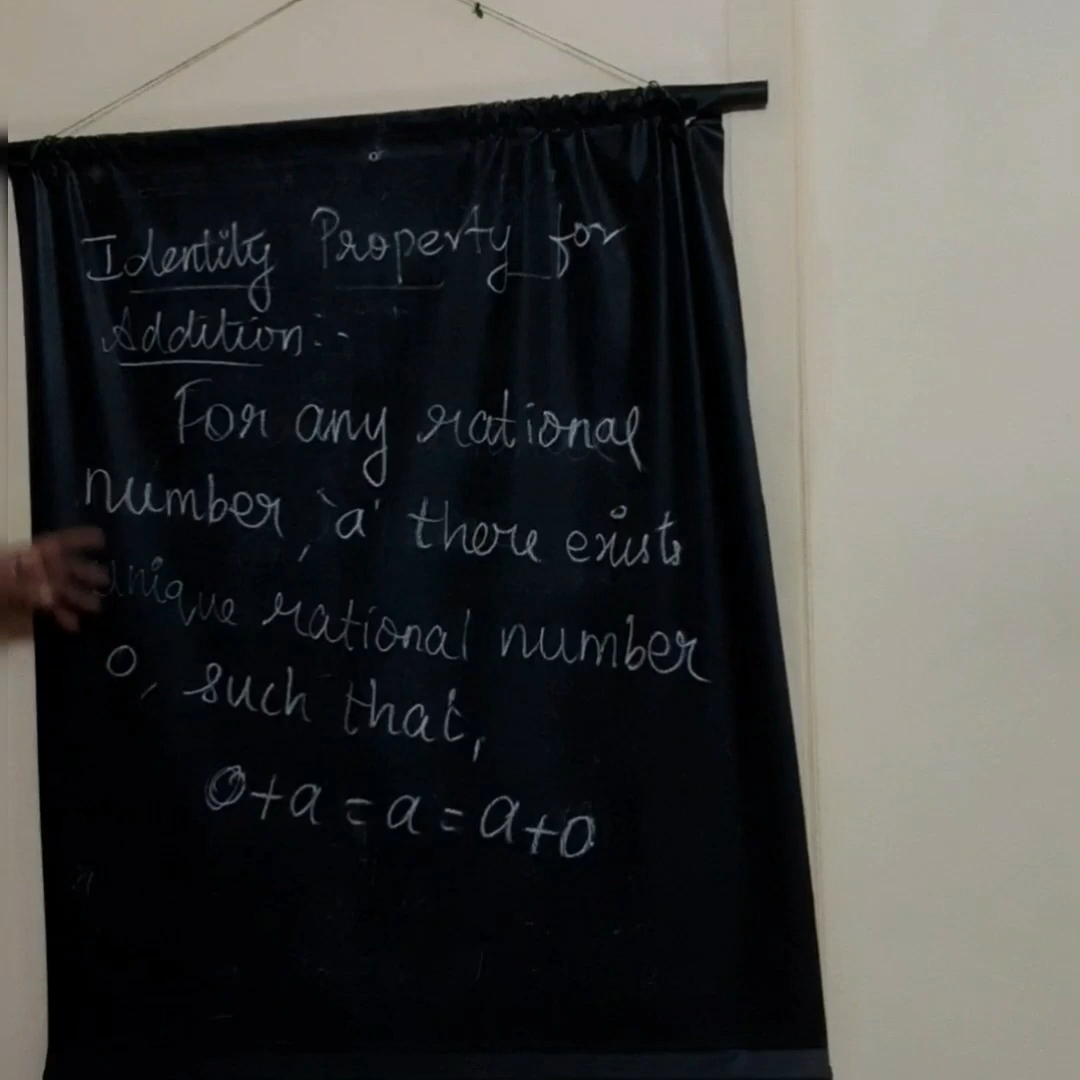 Identity Property for
Addition:-
For any rational
number, 'a' there exists
unique rational number
0, such that,
0+a=a=a+0